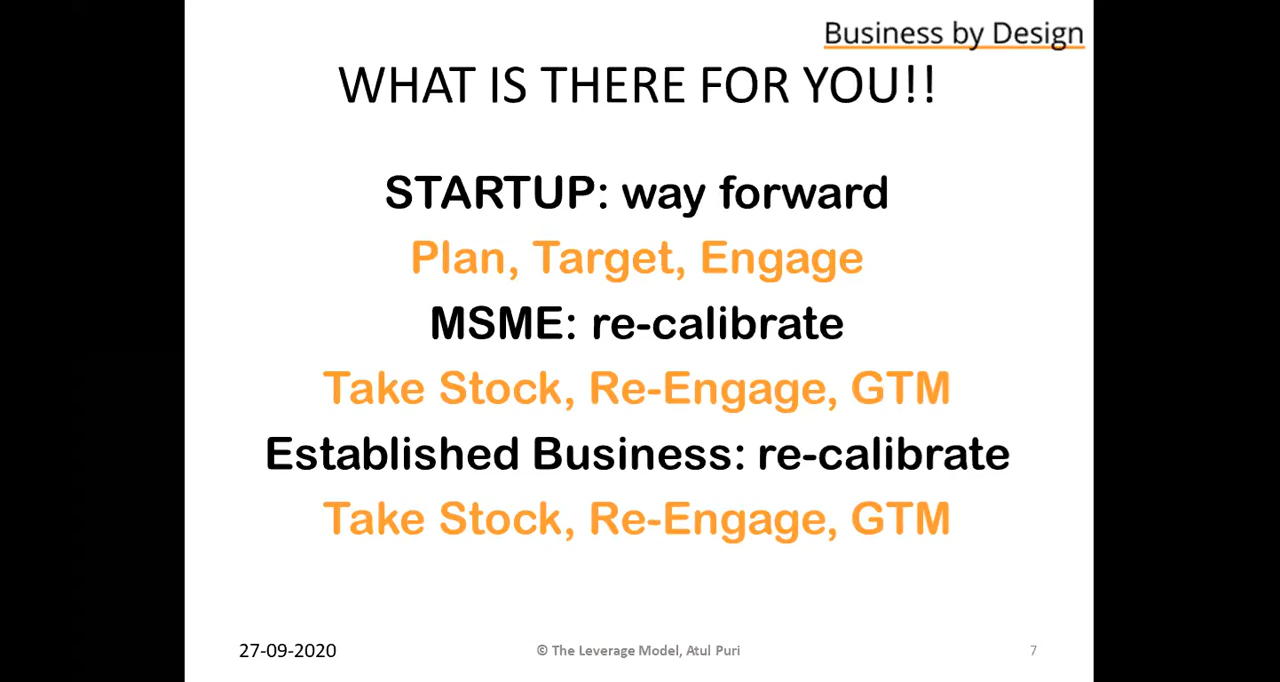 Business by Design
WHAT IS THERE FOR YOU!!
STARTUP: way forward
Plan, Target, Engage
MSME: re-calibrate
Take Stock, Re-Engage, GTM
Established Business: re-calibrate
Take Stock, Re-Engage, GTM
27-09-2020
© The Leverage Model, Atul Puri
7